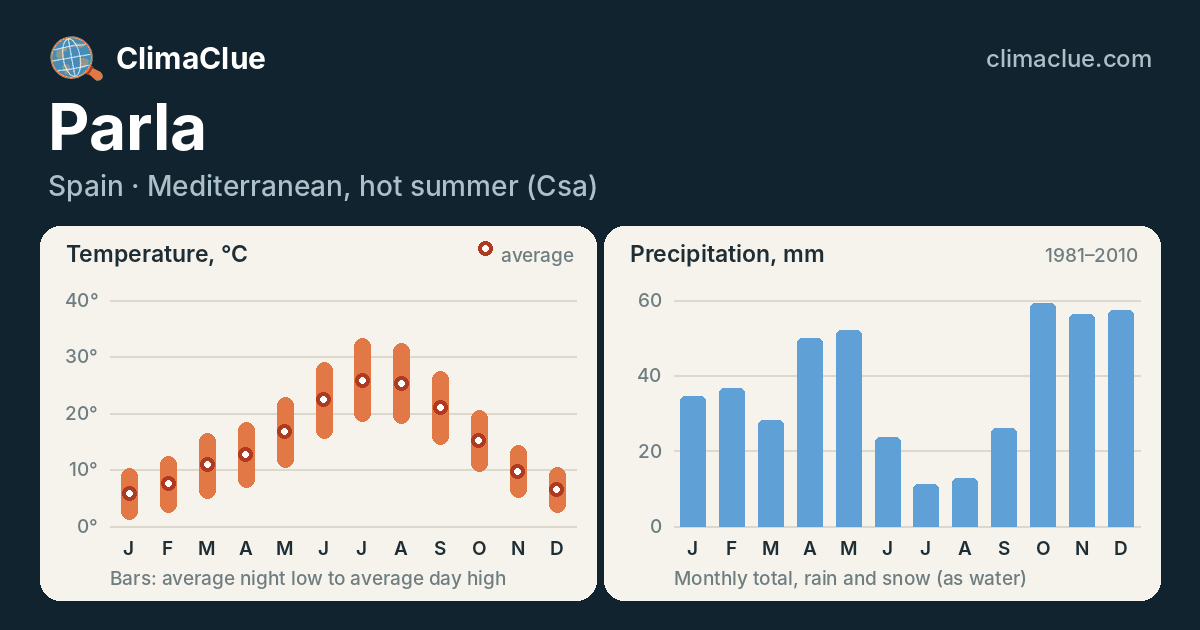 ClimaClue
climaclue.com
Parla
Spain · Mediterranean, hot summer (Csa)
Temperature, °C
average
40°
30°
20°
10°
0°
J F M A M J J A S O N D
Bars: average night low to average day high
Precipitation, mm
1981–2010
60
40
20
0
J F M A M J J A S O N D
Monthly total, rain and snow (as water)